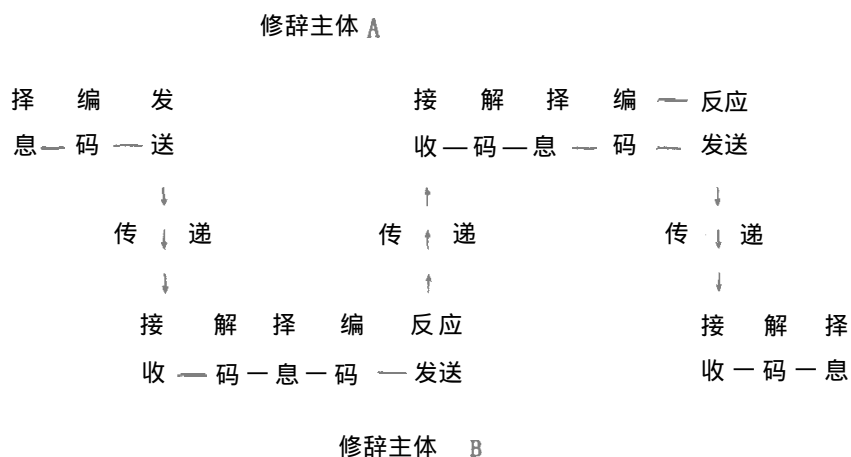 修辞主体 A
择 编 发 接 解 择 编 — 反应
息 — 码 — 送 收 — 码 — 息 — 码 — 发送
传 递 传 递 传 递
接 解 择 编 反应 接 解 择
收 — 码 — 息 — 码 — 发送 收 — 码 — 息
修辞主体 B